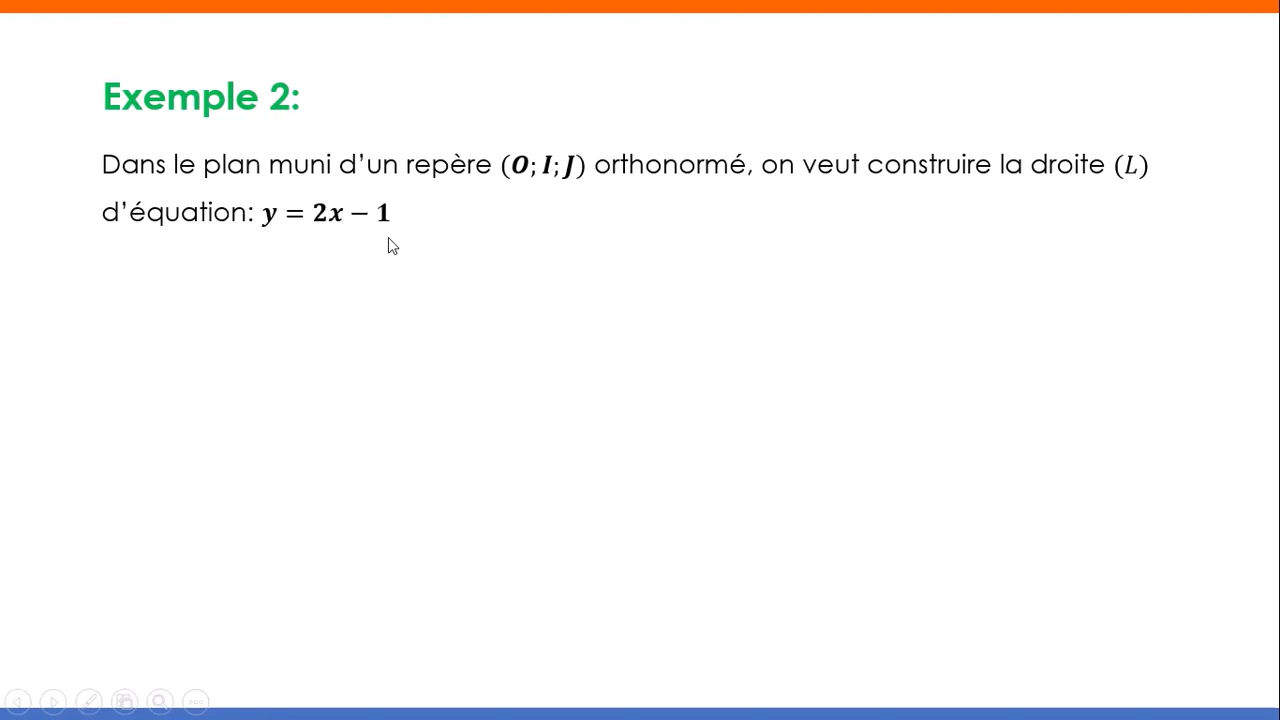 Exemple 2:
Dans le plan muni d’un repère (O; I; J) orthonormé, on veut construire la droite (L)
d’équation: y = 2x − 1